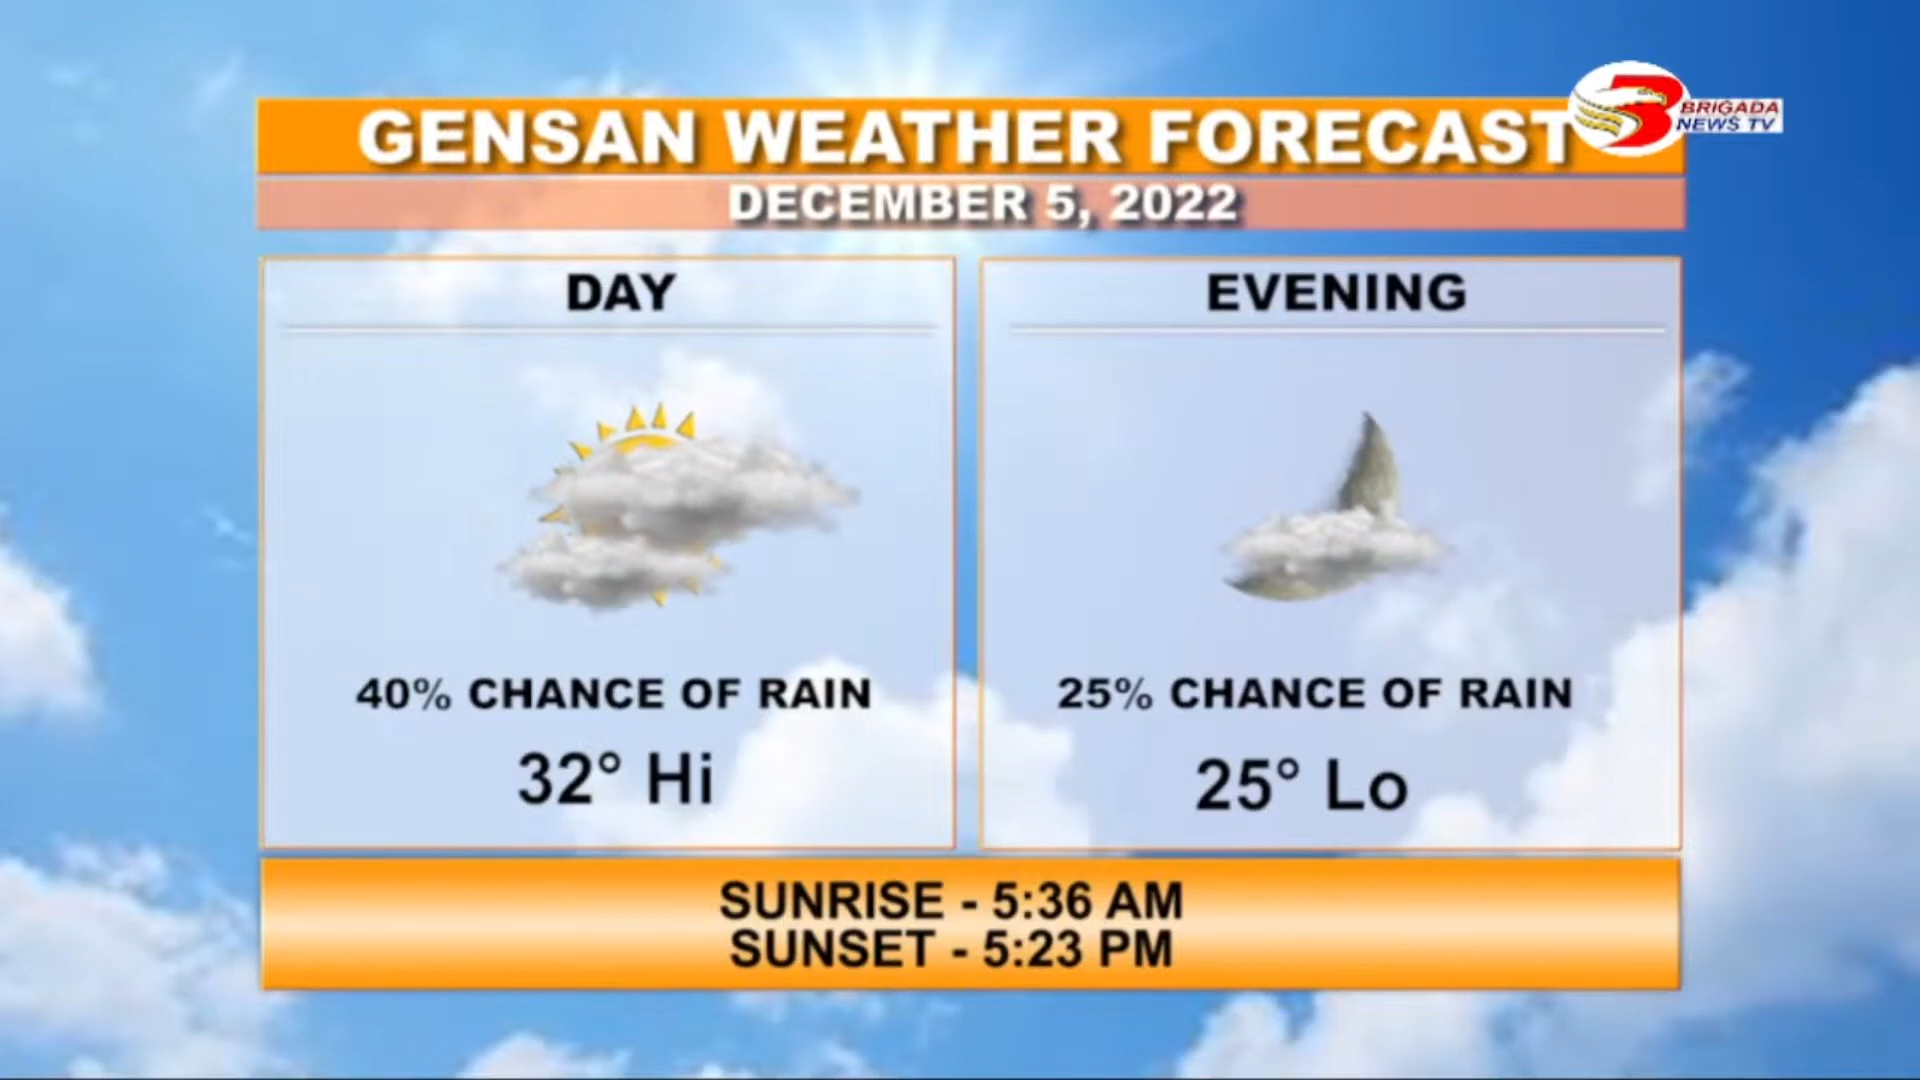 GENSAN WEATHER FORECAST
BRIGADA
NEWS TV
DECEMBER 5, 2022
DAY
40% CHANCE OF RAIN
32° Hi
EVENING
25% CHANCE OF RAIN
25° Lo
SUNRISE - 5:36 AM
SUNSET - 5:23 PM